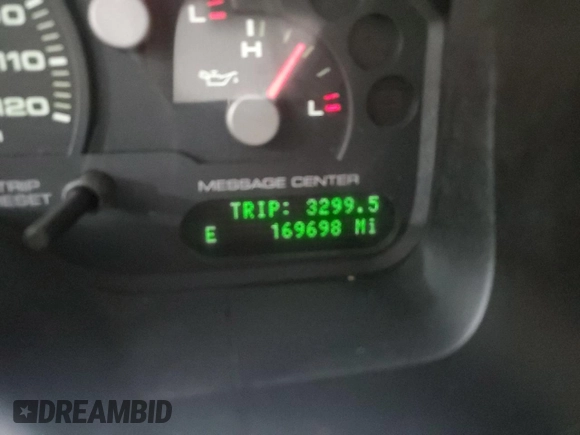 L
H
110
120
L
TRIP
RESET
MESSAGE CENTER
TRIP: 3299.5
E 169698 Mi
DREAMBID